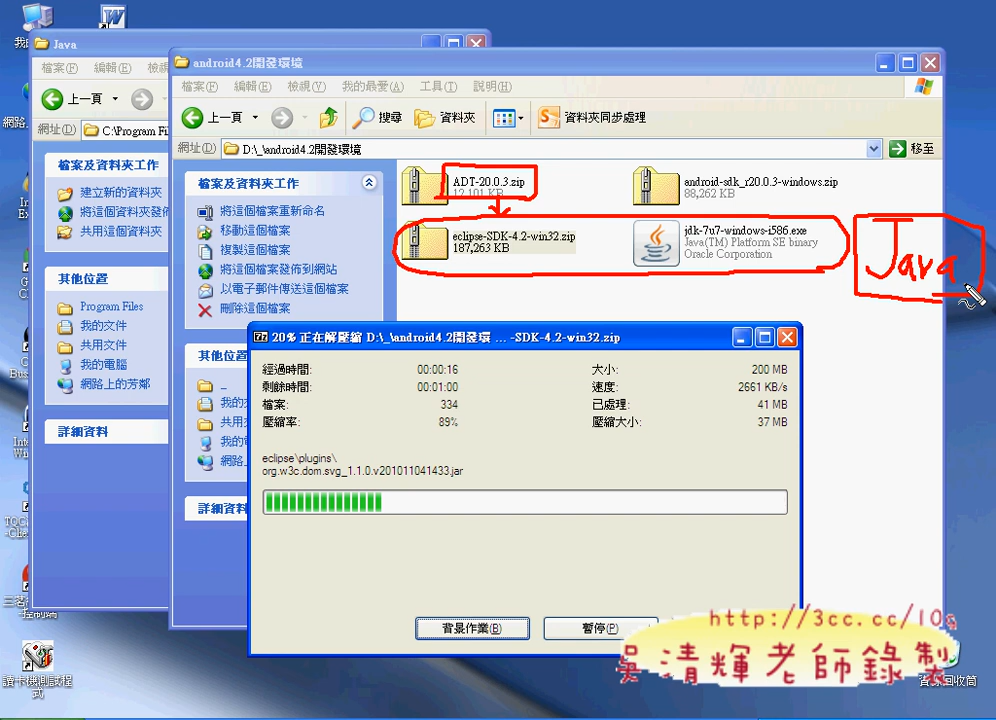 Java
檔案(F) 編輯(E) 檢視
上一頁
網址(D) C:\Program Fi
檔案及資料夾工作
建立新的資料夾
將這個資料夾發佈
共用這個資料夾
其他位置
Program Files
我的文件
共用文件
我的電腦
網路上的芳鄰
詳細資料
android4.2開發環境
檔案(F) 編輯(E) 檢視(V) 我的最愛(A) 工具(T) 說明(H)
上一頁 搜尋 資料夾 資料夾同步處理
網址(D) D:\_\android4.2開發環境 移至
檔案及資料夾工作
將這個檔案重新命名
移動這個檔案
複製這個檔案
將這個檔案發佈到網站
以電子郵件傳送這個檔案
刪除這個檔案
其他位置
_
共用
網路
詳細資料
ADT-20.0.3.zip
12,101 KB
android-sdk_r20.0.3-windows.zip
88,262 KB
eclipse-SDK-4.2-win32.zip
187,263 KB
jdk-7u7-windows-i586.exe
Java(TM) Platform SE binary
Oracle Corporation
Java
20% 正在解壓縮 D:\_\android4.2開發環 ... -SDK-4.2-win32.zip
經過時間: 00:00:16 大小: 200 MB
剩餘時間: 00:01:00 速度: 2661 KB/s
檔案: 334 已處理: 41 MB
壓縮率: 89% 壓縮大小: 37 MB
eclipse\plugins\
org.w3c.dom.svg_1.1.0.v201011041433.jar
背景作業(B) 暫停(P)
http://3cc.cc/10q
吳清輝老師錄製
讀卡機測試程式
資源回收筒